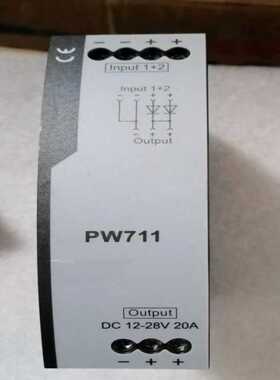 CE
− − + +
Input 1+2
Input 1+2
− − + +
Output
− +
PW711
Output
DC 12-28V 20A
− + +